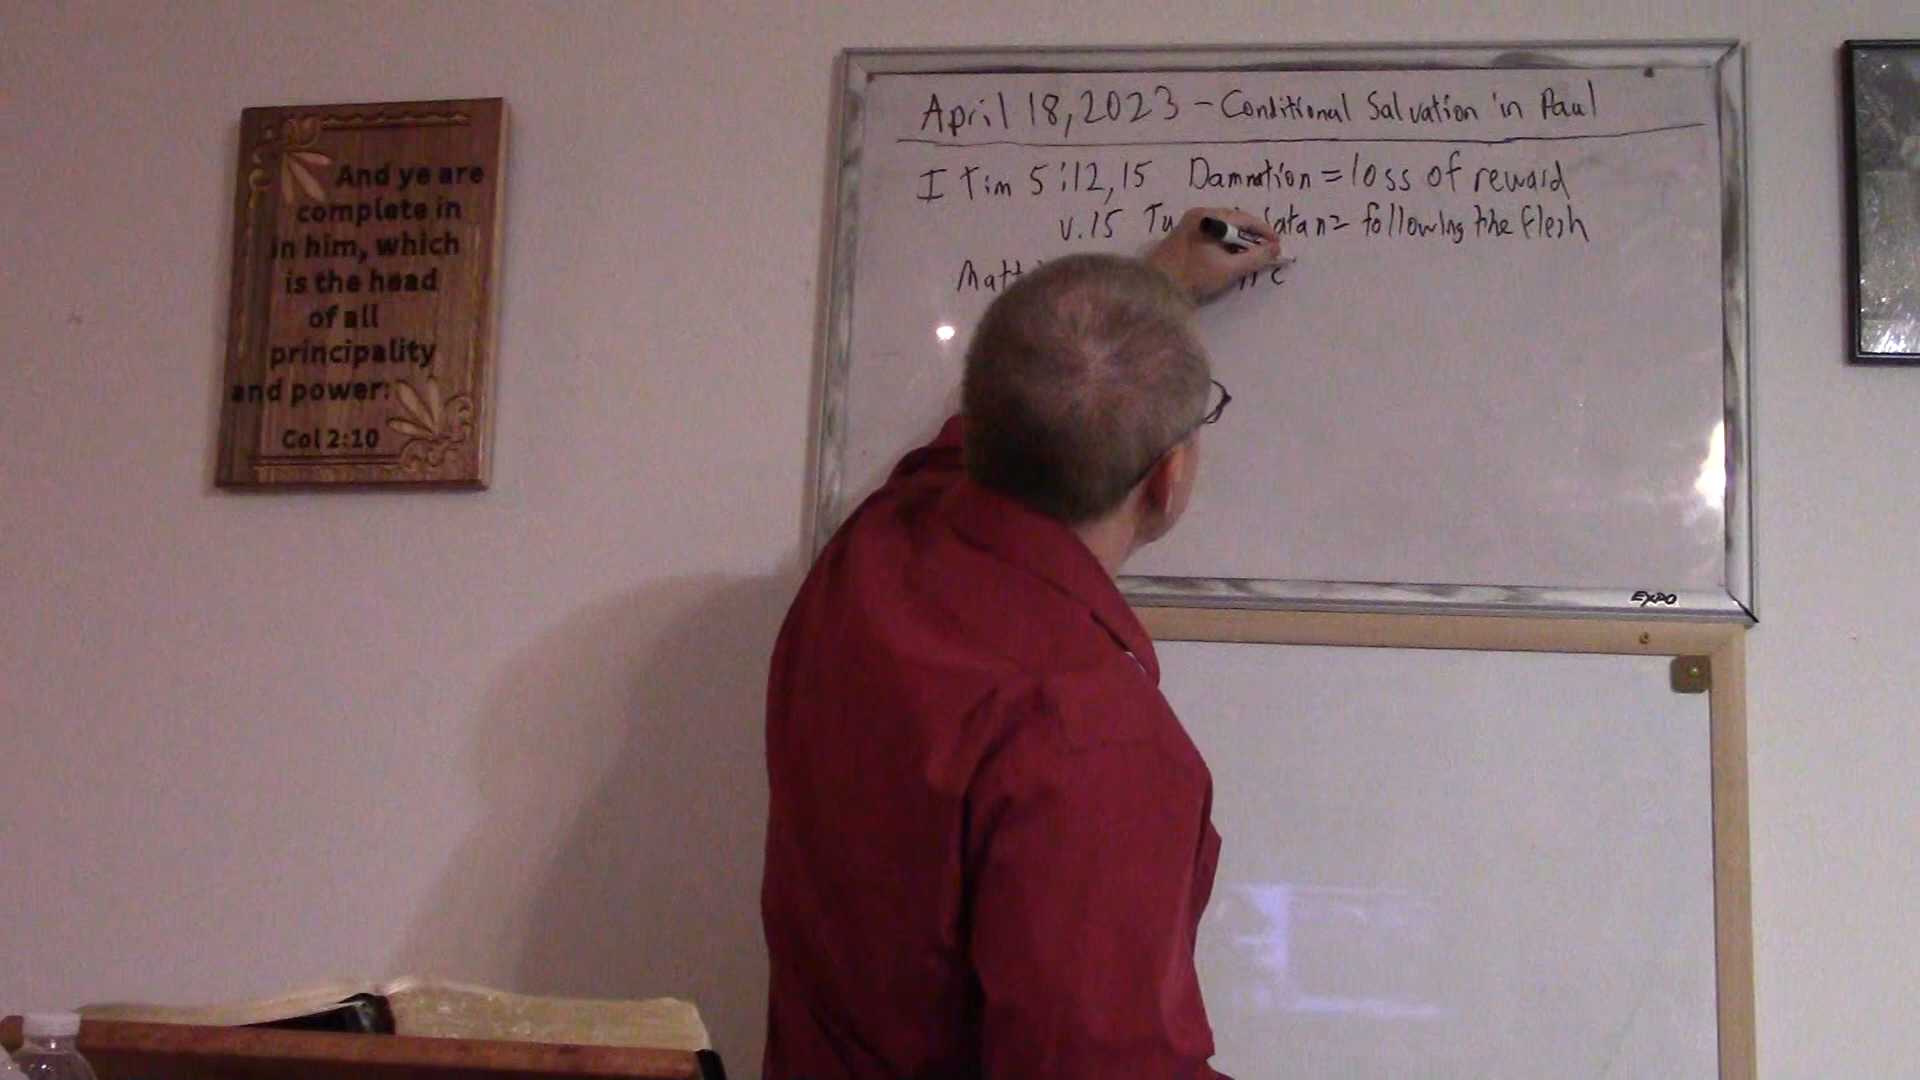 And ye are
complete in
in him, which
is the head
of all
principality
and power:
Col 2:10
April 18, 2023 - Conditional Salvation in Paul
I Tim 5:12,15 Damnation = loss of reward
v.15 following the flesh
Matt
EXPO